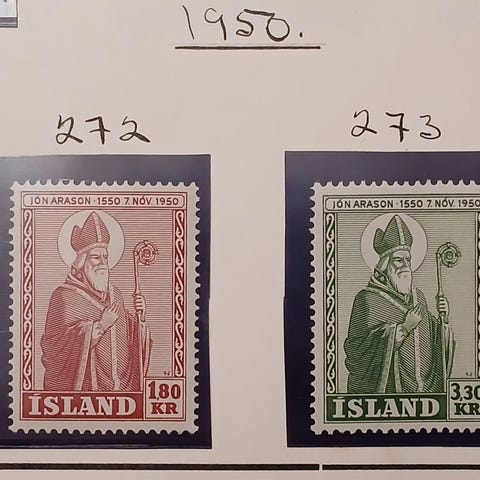 1950.
272
273
JÓN ARASON · 1550 7. NÓV. 1950
1,80
ÍSLAND KR
JÓN ARASON · 1550 7. NÓV. 1950
3,30
ÍSLAND KR